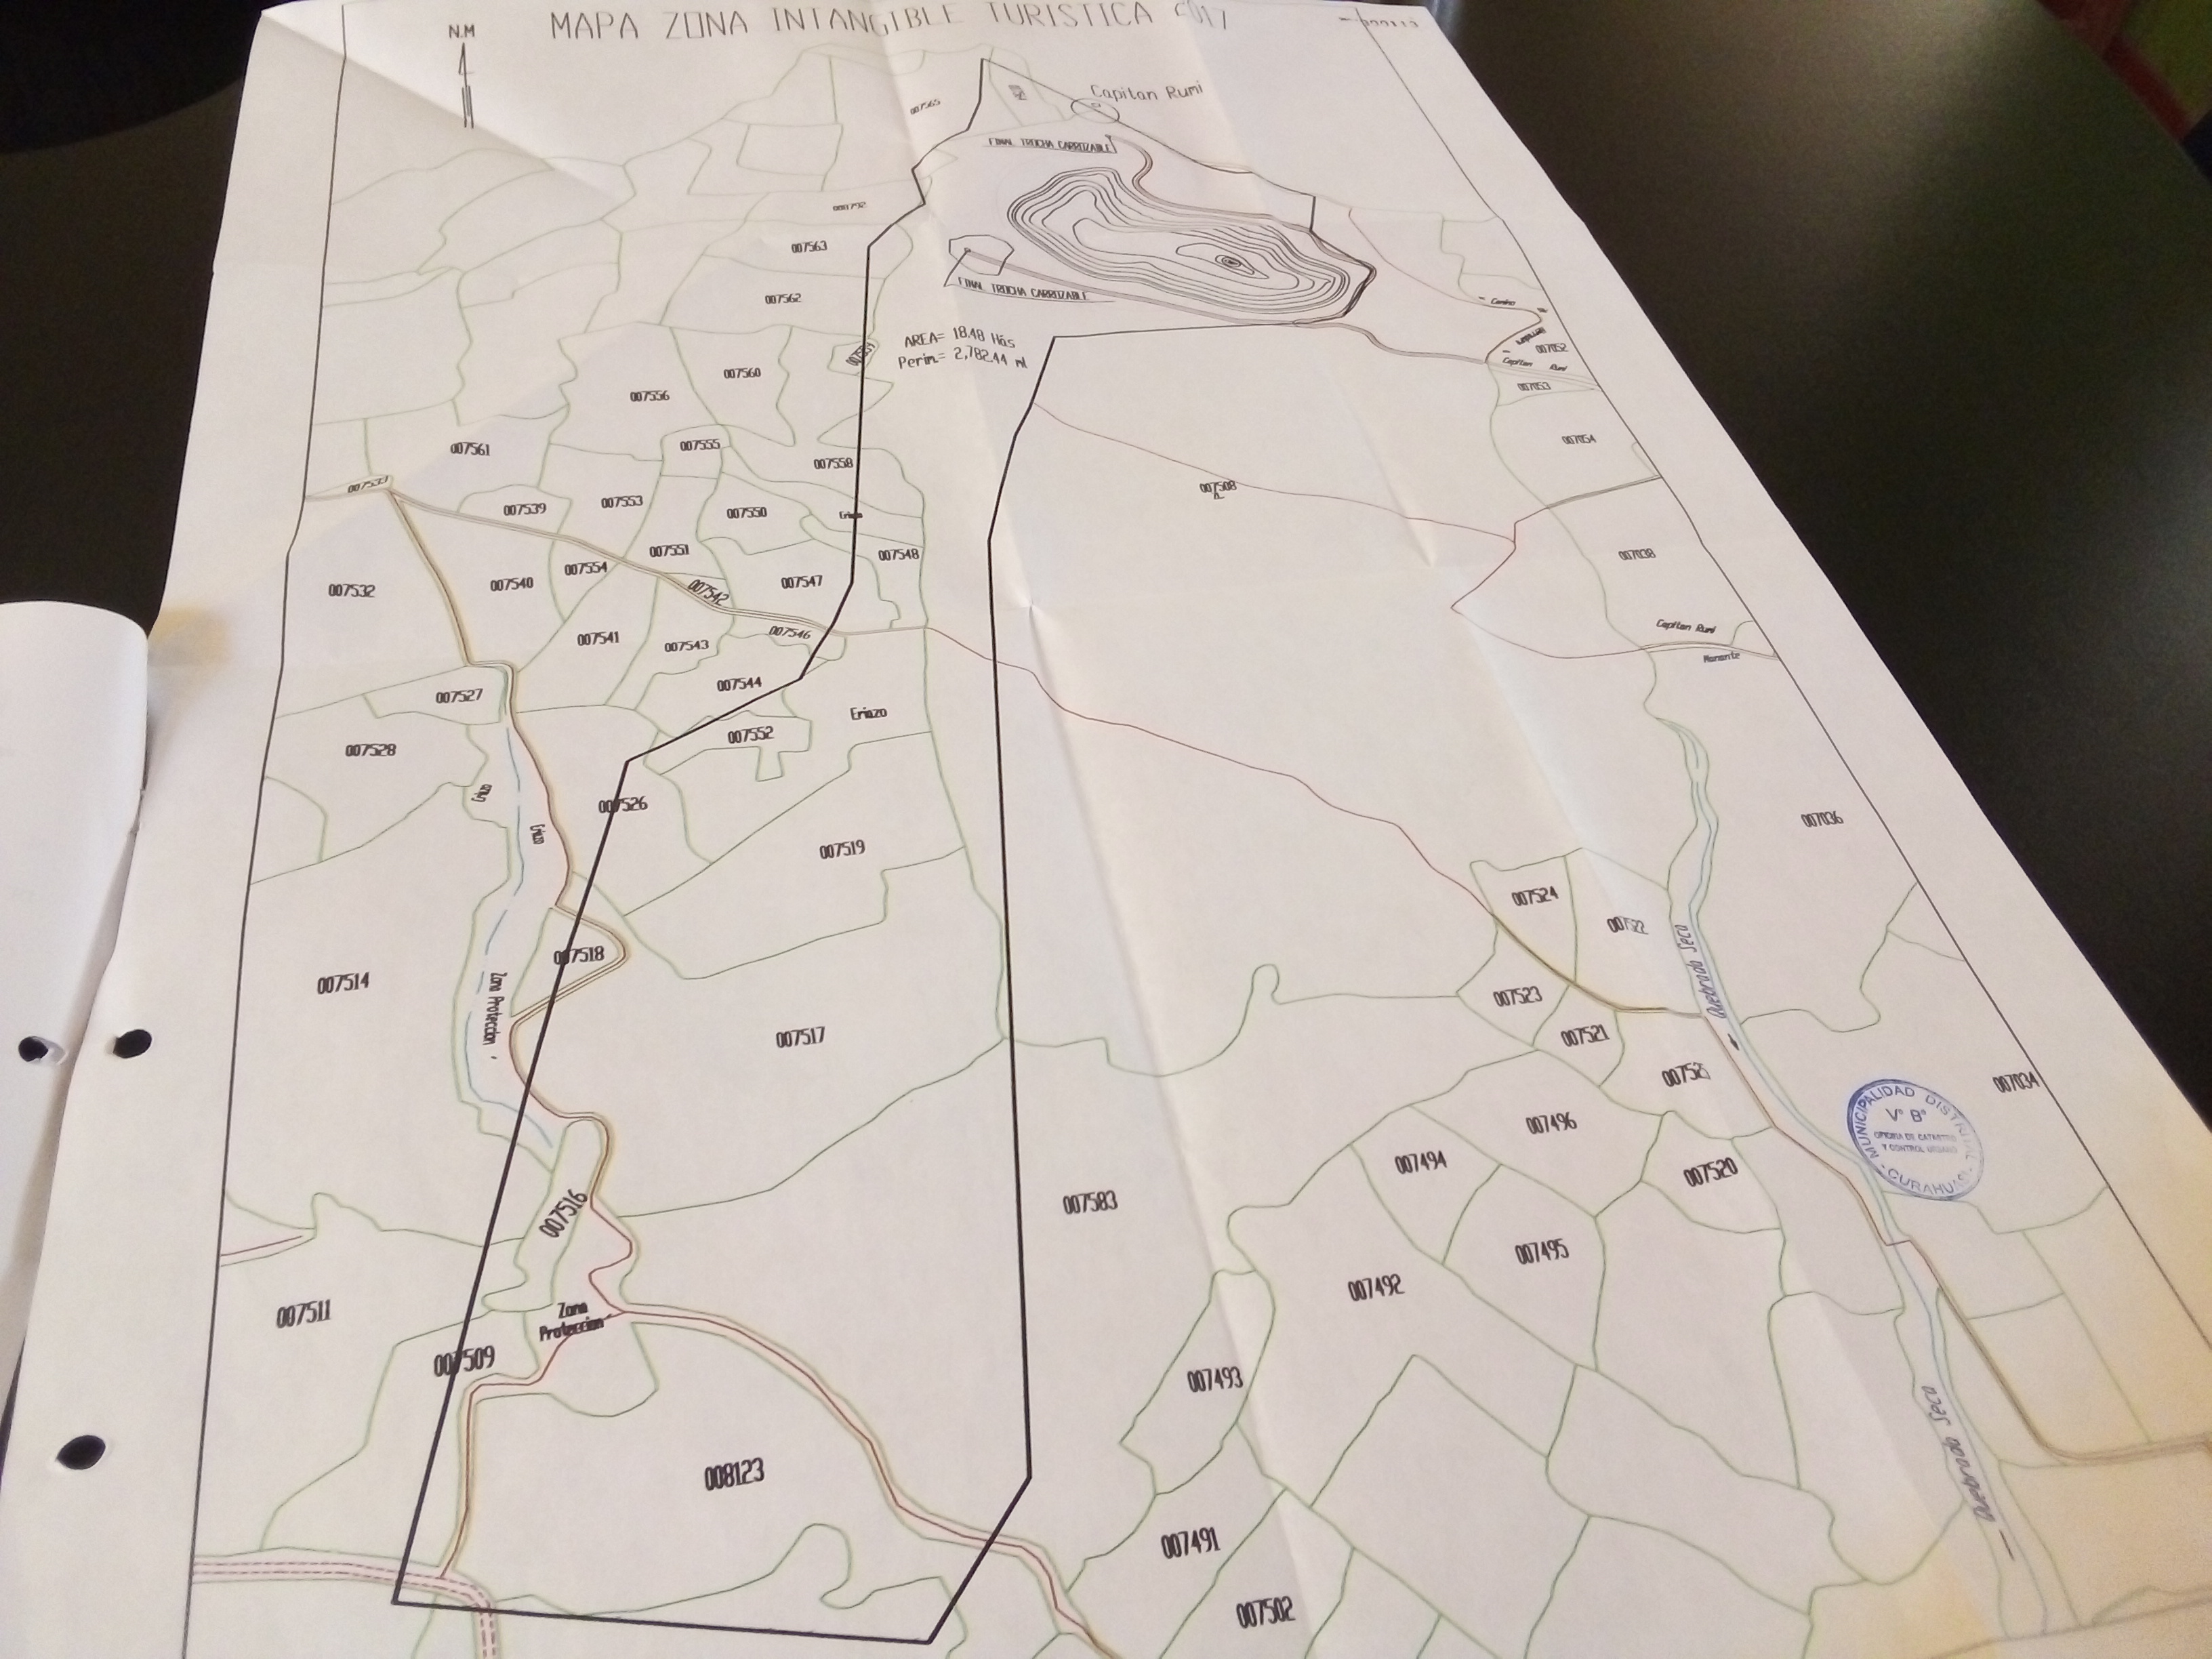 MAPA ZONA INTANGIBLE TURISTICA 2017
N.M
Capitan Rumi
007565
FINAL TROCHA CARROZABLE
007563
007562
FINAL TROCHA CARROZABLE
AREA= 18.48 Hás
Perim.= 2,782.44 ml
Camino
007052
Capitan Rumi
007053
007560
007556
007054
007561
007555
007558
007533
007508
007539
007553
007550
Eriazo
007551
007548
007038
007532
007540
007554
007542
007547
007541
007543
007546
Capitan Rumi
Manante
007527
007544
Eriazo
007528
007552
Eriazo
007526
Eriazo
007519
007036
007524
007522
Quebrada Seca
007518
007514
Zona Proteccion
007517
007523
007521
007034
MUNICIPALIDAD DISTRI
V° B°
OFICINA DE CATASTRO
Y CONTROL URBANO
CURAHUASI
007496
007494
007520
007516
007583
007495
007492
007511
Zona
Proteccion
007509
007493
Quebrada Seca
008123
007491
007502